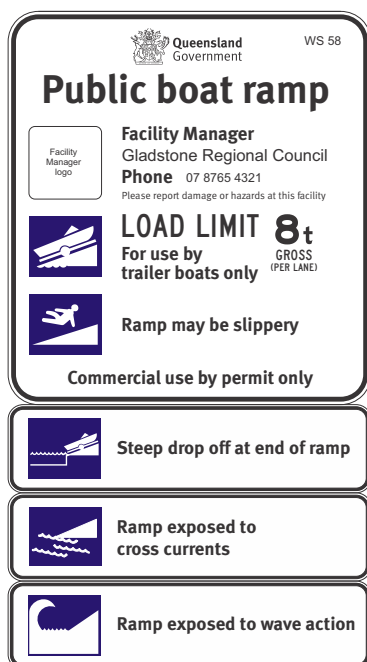 Queensland
Government
WS 58
Public boat ramp
Facility
Manager
logo
Facility Manager
Gladstone Regional Council
Phone 07 8765 4321
Please report damage or hazards at this facility
LOAD LIMIT 8t
For use by
trailer boats only
GROSS
(PER LANE)
Ramp may be slippery
Commercial use by permit only
Steep drop off at end of ramp
Ramp exposed to
cross currents
Ramp exposed to wave action